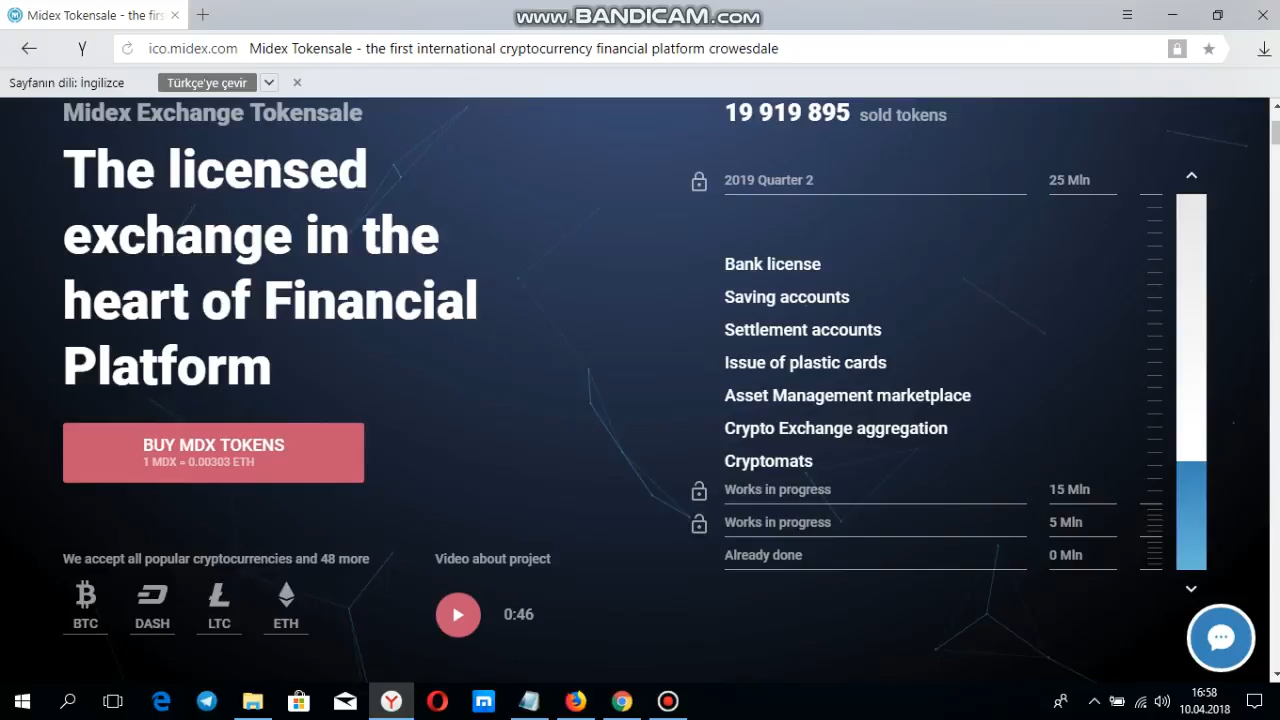 Midex Tokensale - the firs
www.BANDICAM.com
ico.midex.com Midex Tokensale - the first international cryptocurrency financial platform crowesdale
Sayfanın dili: İngilizce Türkçe'ye çevir
Midex Exchange Tokensale
The licensed
exchange in the
heart of Financial
Platform
BUY MDX TOKENS
1 MDX = 0.00303 ETH
We accept all popular cryptocurrencies and 48 more
BTC DASH LTC ETH
Video about project
0:46
19 919 895 sold tokens
2019 Quarter 2 25 Mln
Bank license
Saving accounts
Settlement accounts
Issue of plastic cards
Asset Management marketplace
Crypto Exchange aggregation
Cryptomats
Works in progress 15 Mln
Works in progress 5 Mln
Already done 0 Mln
16:58
10.04.2018